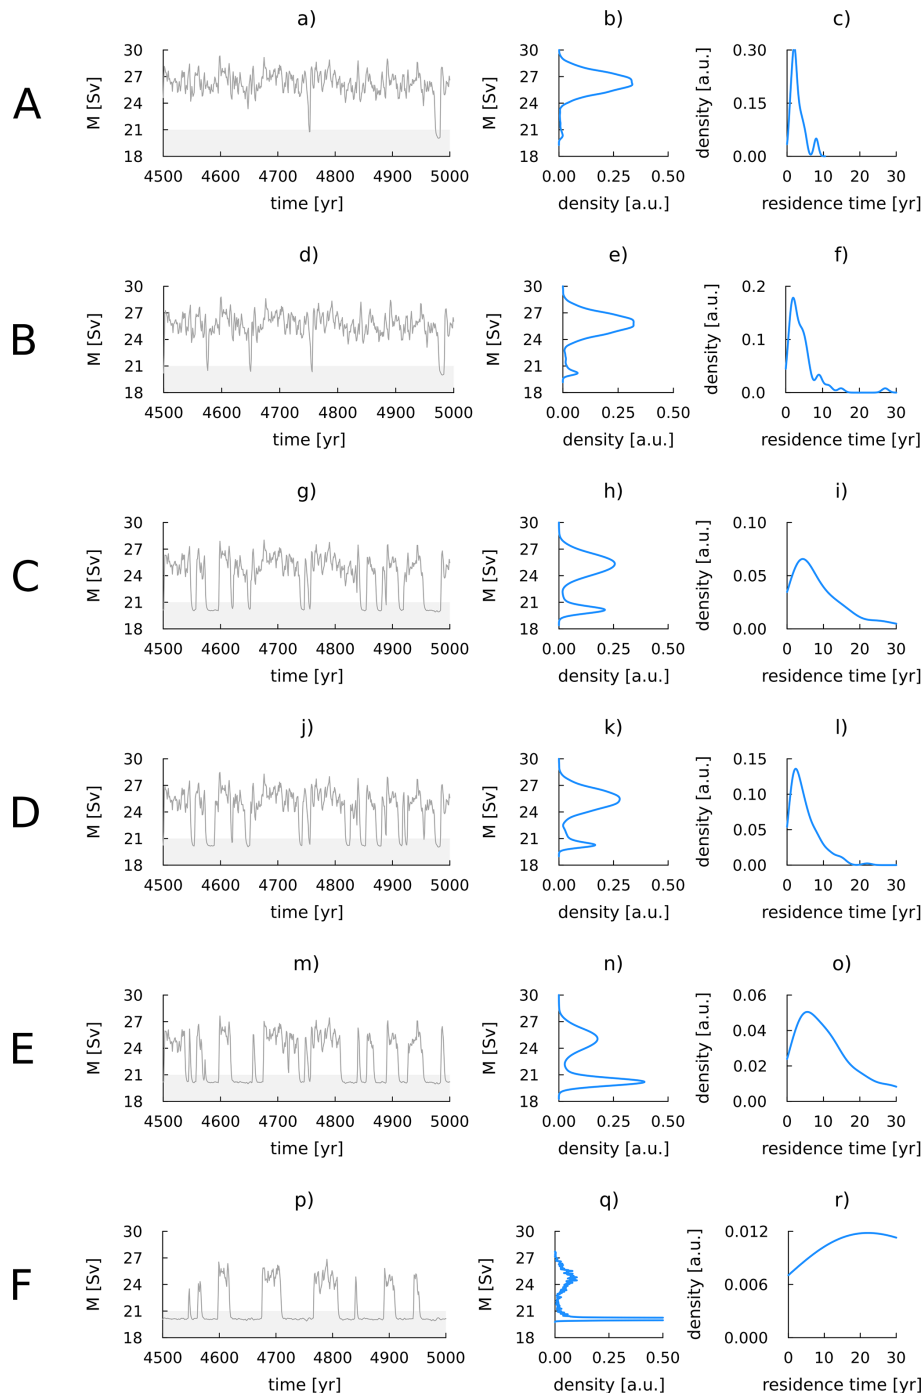 a) b) c)
A
M [Sv]
30
27
24
21
18
4500 4600 4700 4800 4900 5000
time [yr]
M [Sv]
30
27
24
21
18
0.00 0.25 0.50
density [a.u.]
density [a.u.]
0.30
0.15
0.00
0 10 20 30
residence time [yr]
d) e) f)
B
M [Sv]
30
27
24
21
18
4500 4600 4700 4800 4900 5000
time [yr]
M [Sv]
30
27
24
21
18
0.00 0.25 0.50
density [a.u.]
density [a.u.]
0.2
0.1
0.0
0 10 20 30
residence time [yr]
g) h) i)
C
M [Sv]
30
27
24
21
18
4500 4600 4700 4800 4900 5000
time [yr]
M [Sv]
30
27
24
21
18
0.00 0.25 0.50
density [a.u.]
density [a.u.]
0.10
0.05
0.00
0 10 20 30
residence time [yr]
j) k) l)
D
M [Sv]
30
27
24
21
18
4500 4600 4700 4800 4900 5000
time [yr]
M [Sv]
30
27
24
21
18
0.00 0.25 0.50
density [a.u.]
density [a.u.]
0.15
0.10
0.05
0.00
0 10 20 30
residence time [yr]
m) n) o)
E
M [Sv]
30
27
24
21
18
4500 4600 4700 4800 4900 5000
time [yr]
M [Sv]
30
27
24
21
18
0.00 0.25 0.50
density [a.u.]
density [a.u.]
0.06
0.04
0.02
0.00
0 10 20 30
residence time [yr]
p) q) r)
F
M [Sv]
30
27
24
21
18
4500 4600 4700 4800 4900 5000
time [yr]
M [Sv]
30
27
24
21
18
0.00 0.25 0.50
density [a.u.]
density [a.u.]
0.012
0.006
0.000
0 10 20 30
residence time [yr]